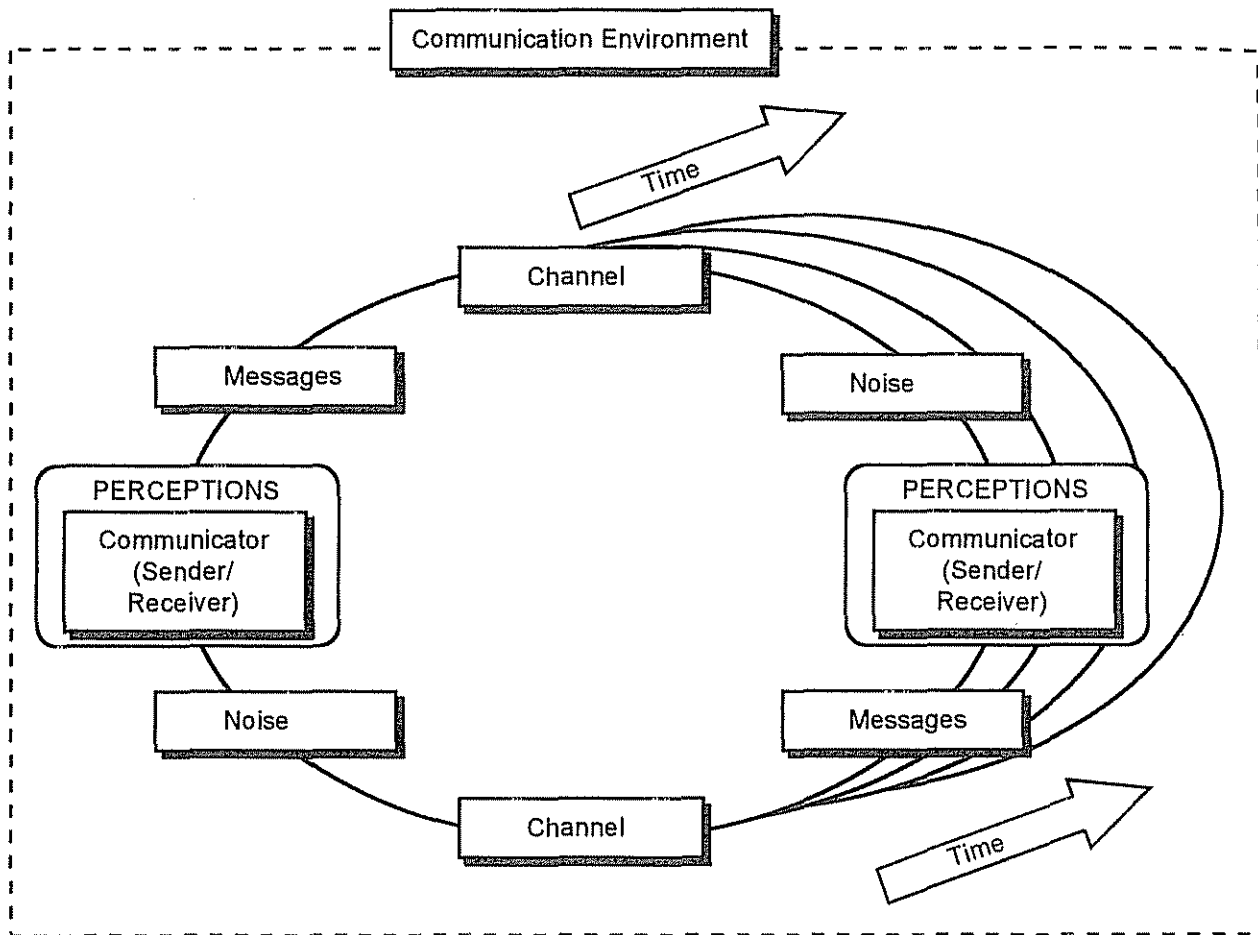 Communication Environment
Time
Channel
Messages
Noise
PERCEPTIONS
Communicator
(Sender/
Receiver)
PERCEPTIONS
Communicator
(Sender/
Receiver)
Noise
Messages
Channel
Time